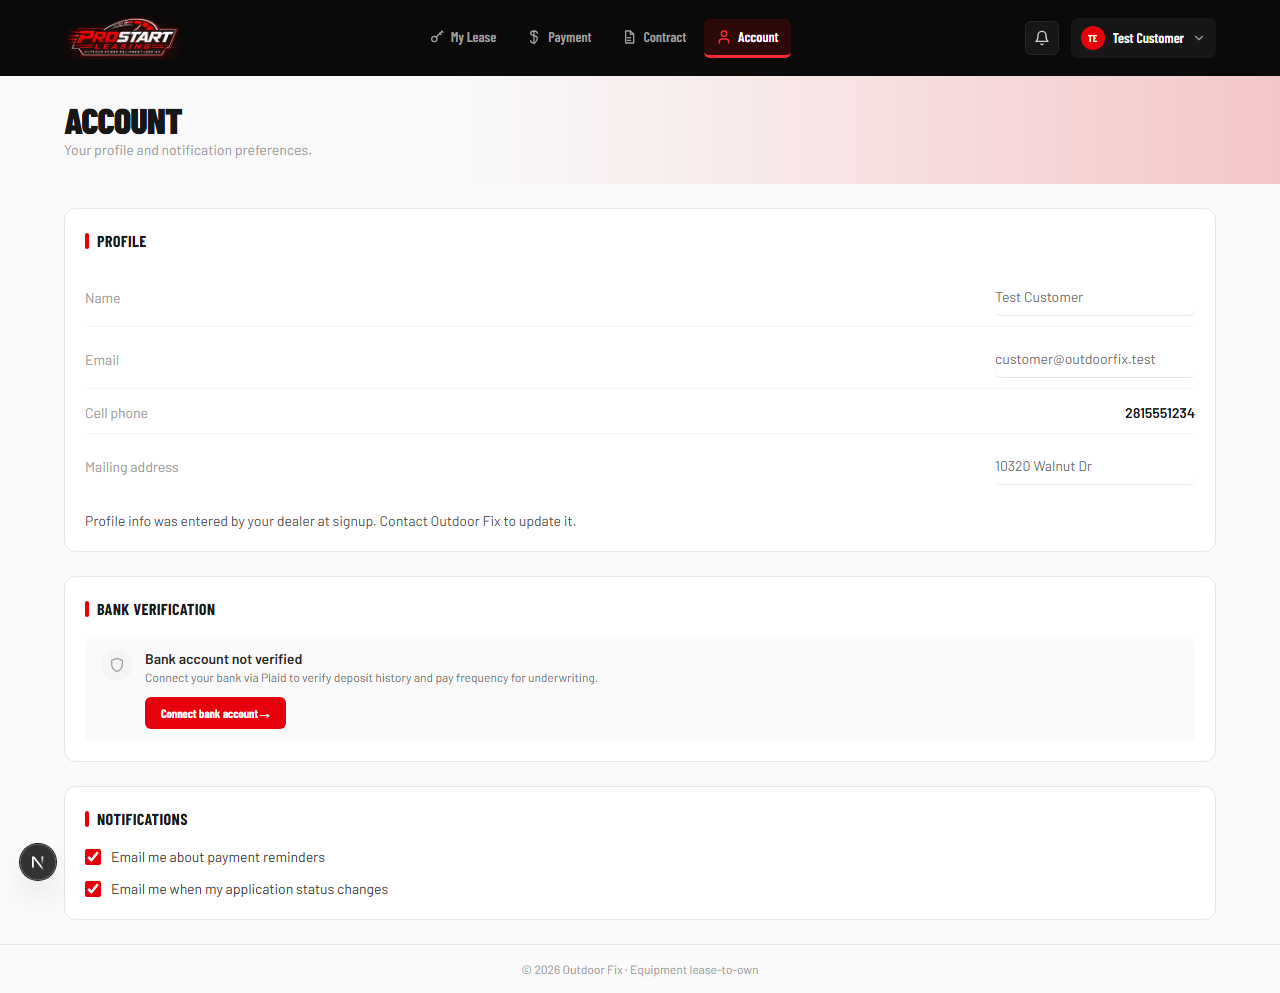 PROSTART
LEASING
My Lease
Payment
Contract
Account
TE
Test Customer
ACCOUNT
Your profile and notification preferences.
PROFILE
Name
Test Customer
Email
customer@outdoorfix.test
Cell phone
2815551234
Mailing address
10320 Walnut Dr
Profile info was entered by your dealer at signup. Contact Outdoor Fix to update it.
BANK VERIFICATION
Bank account not verified
Connect your bank via Plaid to verify deposit history and pay frequency for underwriting.
Connect bank account→
NOTIFICATIONS
Email me about payment reminders
N
Email me when my application status changes
© 2026 Outdoor Fix · Equipment lease-to-own